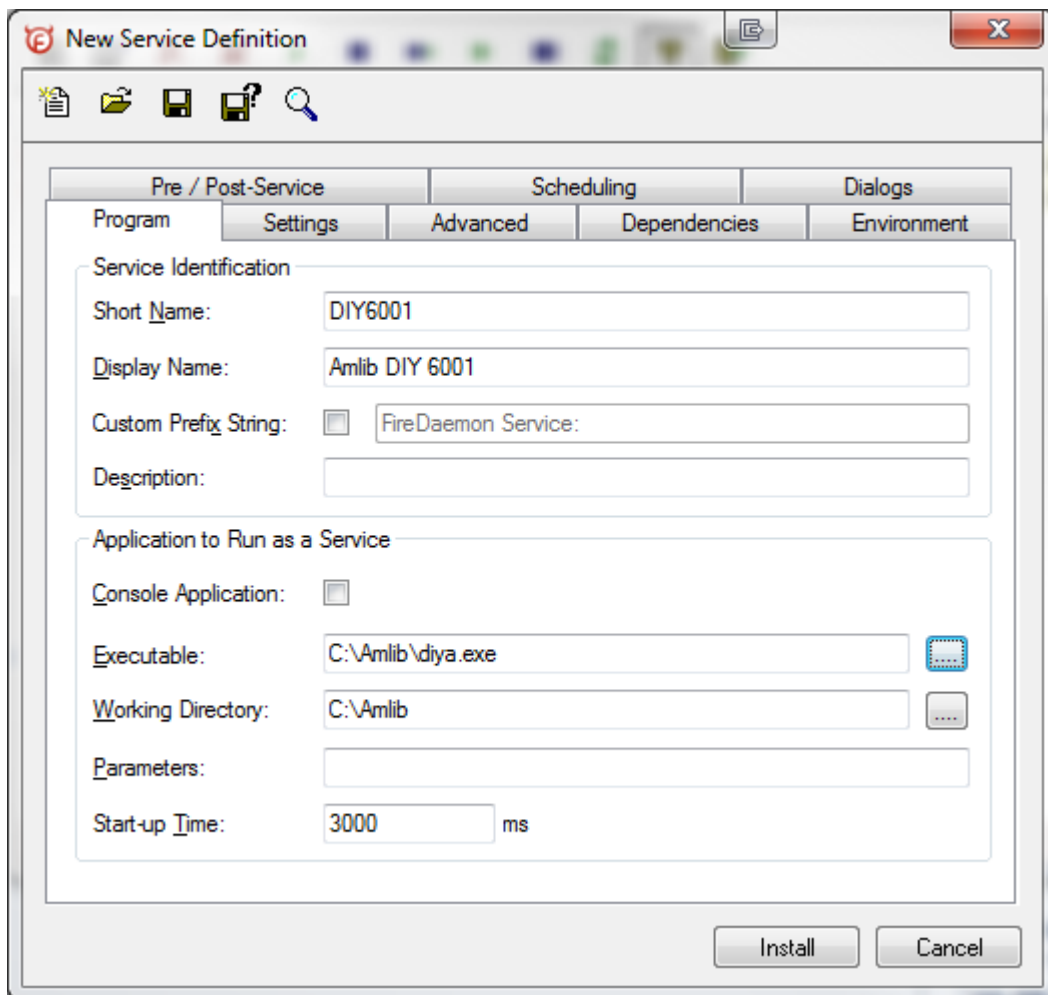 New Service Definition
Pre / Post-Service Scheduling Dialogs
Program Settings Advanced Dependencies Environment
Service Identification
Short Name: DIY6001
Display Name: Amlib DIY 6001
Custom Prefix String: FireDaemon Service:
Description:
Application to Run as a Service
Console Application:
Executable: C:\Amlib\diya.exe ....
Working Directory: C:\Amlib ....
Parameters:
Start-up Time: 3000 ms
Install Cancel